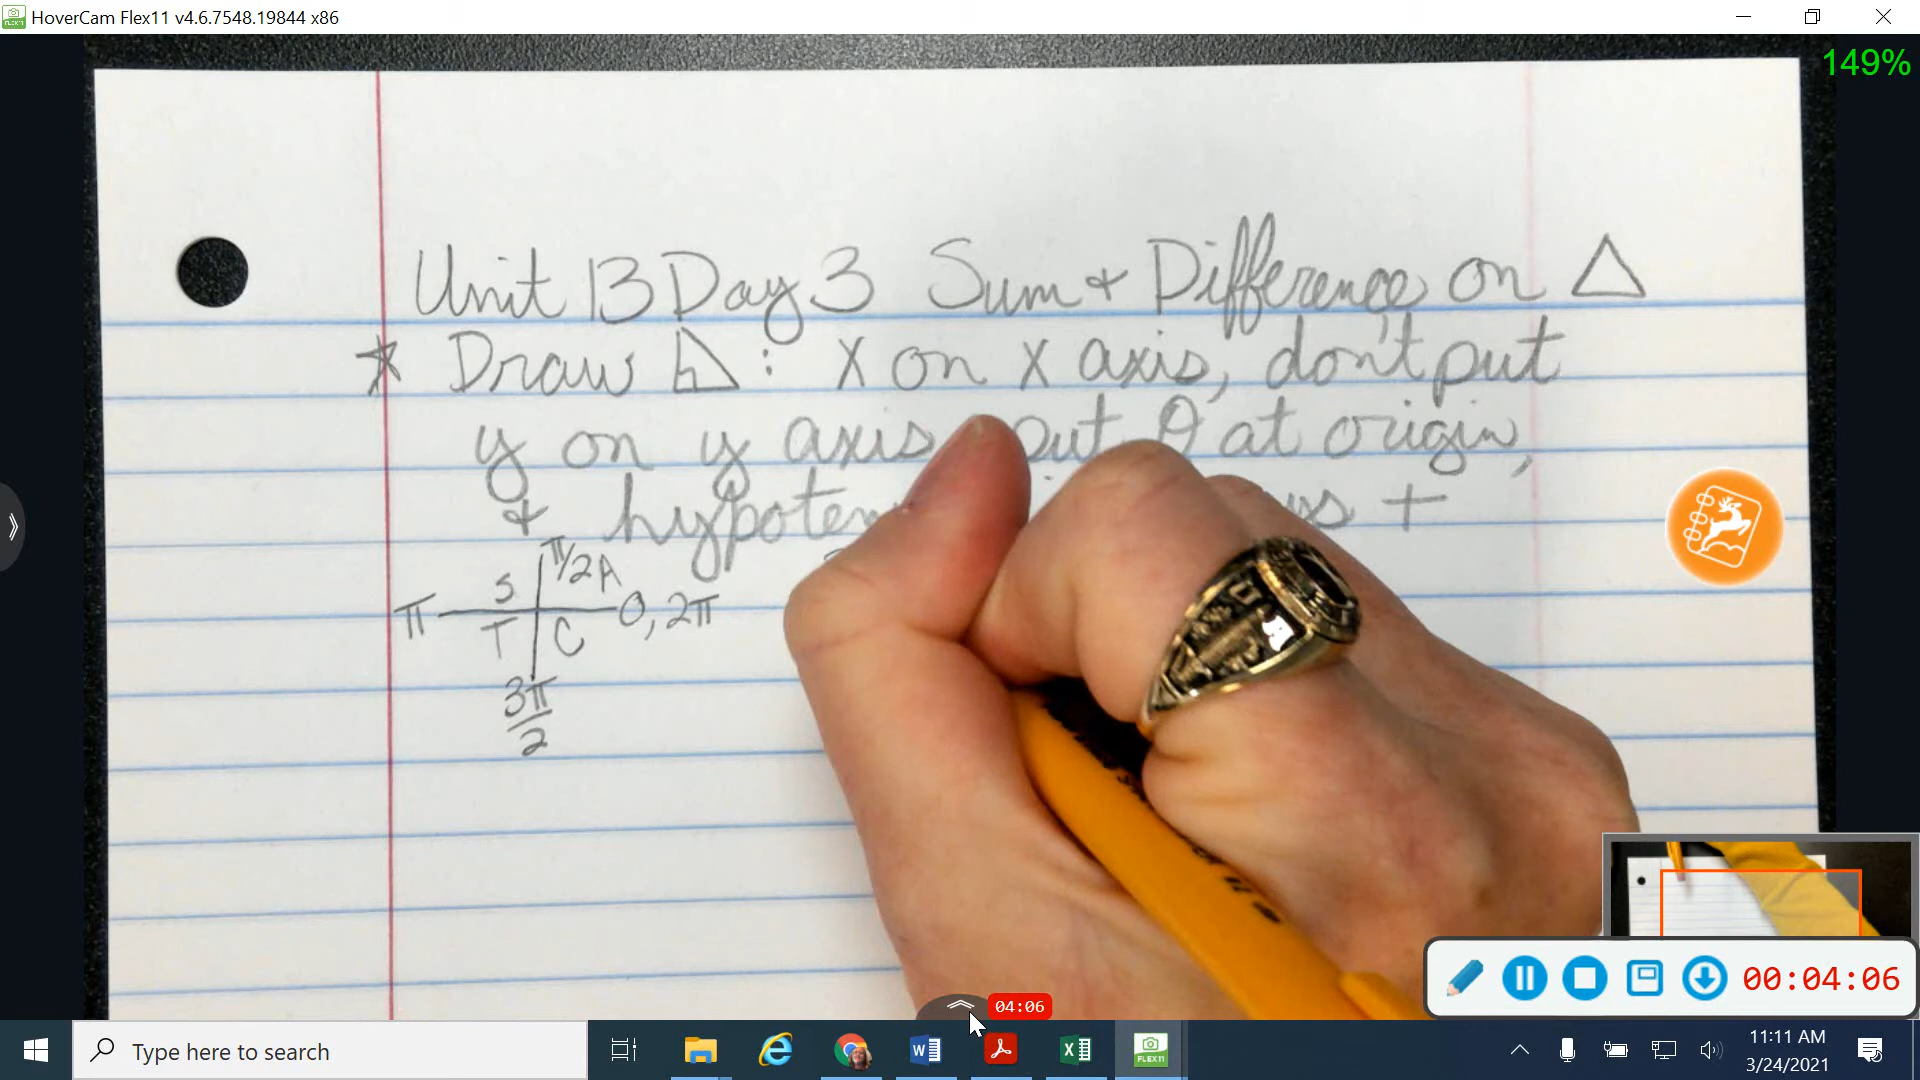 HoverCam Flex11 v4.6.7548.19844 x86
149%
Unit 13 Day 3 Sum & Difference on △
* Draw ◺: X on X axis, don't put
y on y axis, put θ at origin,
& hypoten +
π/2
S A
π 0, 2π
T C
3π
2
04:06
00:04:06
Type here to search
FLEX11
11:11 AM
3/24/2021